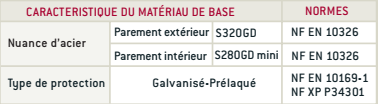 CARACTERISTIQUE DU MATÉRIAU DE BASE NORMES
Nuance d'acier
Parement extérieur S320GD NF EN 10326
Parement intérieur S280GD mini NF EN 10326
Type de protection Galvanisé-Prélaqué NF EN 10169-1
NF XP P34301